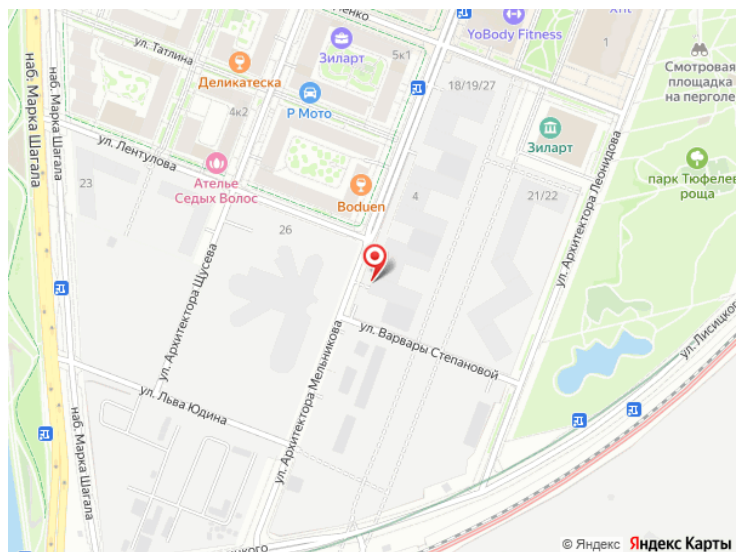 YoBody Fitness
1
Смотровая
площадка
на перголе
ул. Татлина
Зиларт
5к1
Деликатеска
18/19/27
4к2
Р Мото
Зиларт
наб. Марка Шагала
наб. Марка Шагала
ул. Лентулова
23
Ателье
Седых Волос
Boduen
4
21/22
парк Тюфелева
роща
ул. Архитектора Леонидова
26
ул. Архитектора Щусева
ул. Архитектора Мельникова
ул. Варвары Степановой
ул. Лисицкого
ул. Льва Юдина
наб. Марка Шагала
© Яндекс Яндекс Карты